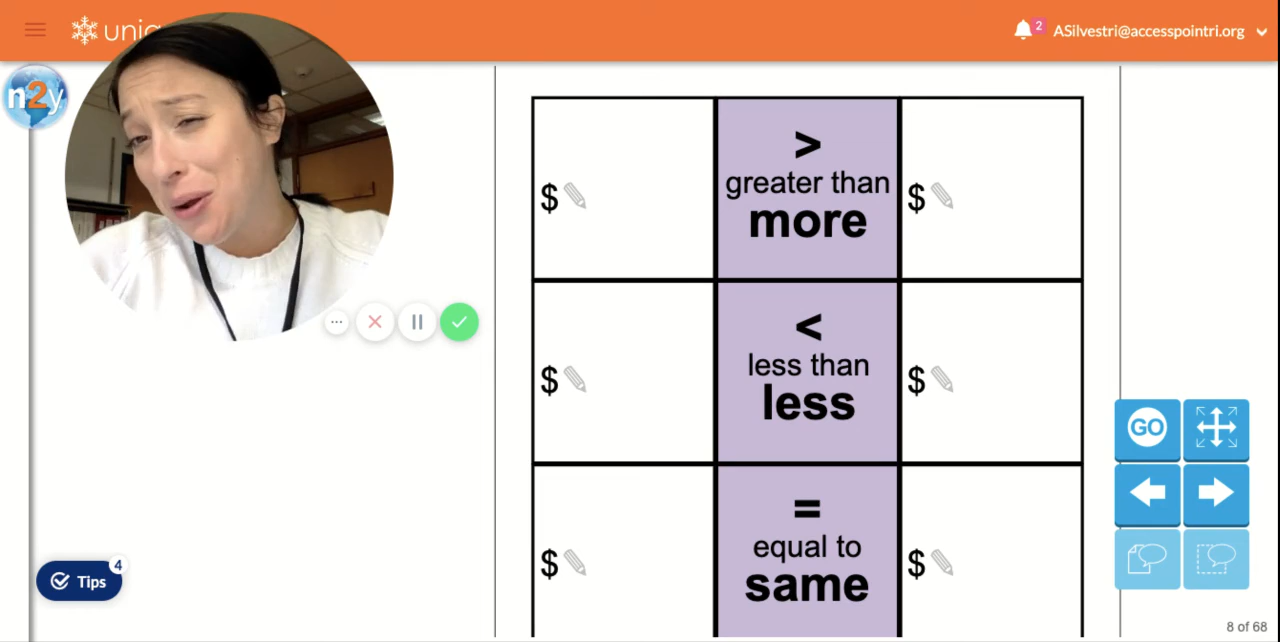 uniq
2
ASilvestri@accesspointri.org
n2y
>
greater than
more
$
$
<
less than
less
$
$
=
equal to
same
$
$
GO
Tips
4
8 of 68